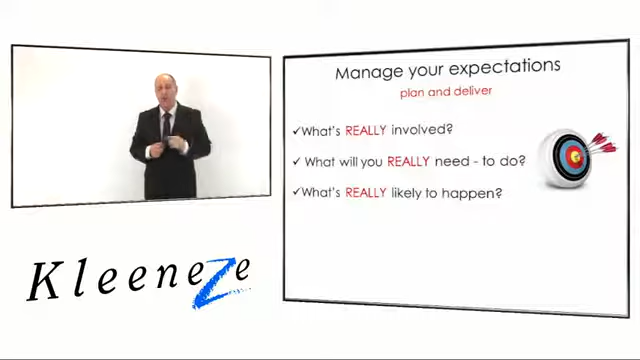 Manage your expectations
plan and deliver
✓What's REALLY involved?
✓What will you REALLY need - to do?
✓What's REALLY likely to happen?
Kleeneze